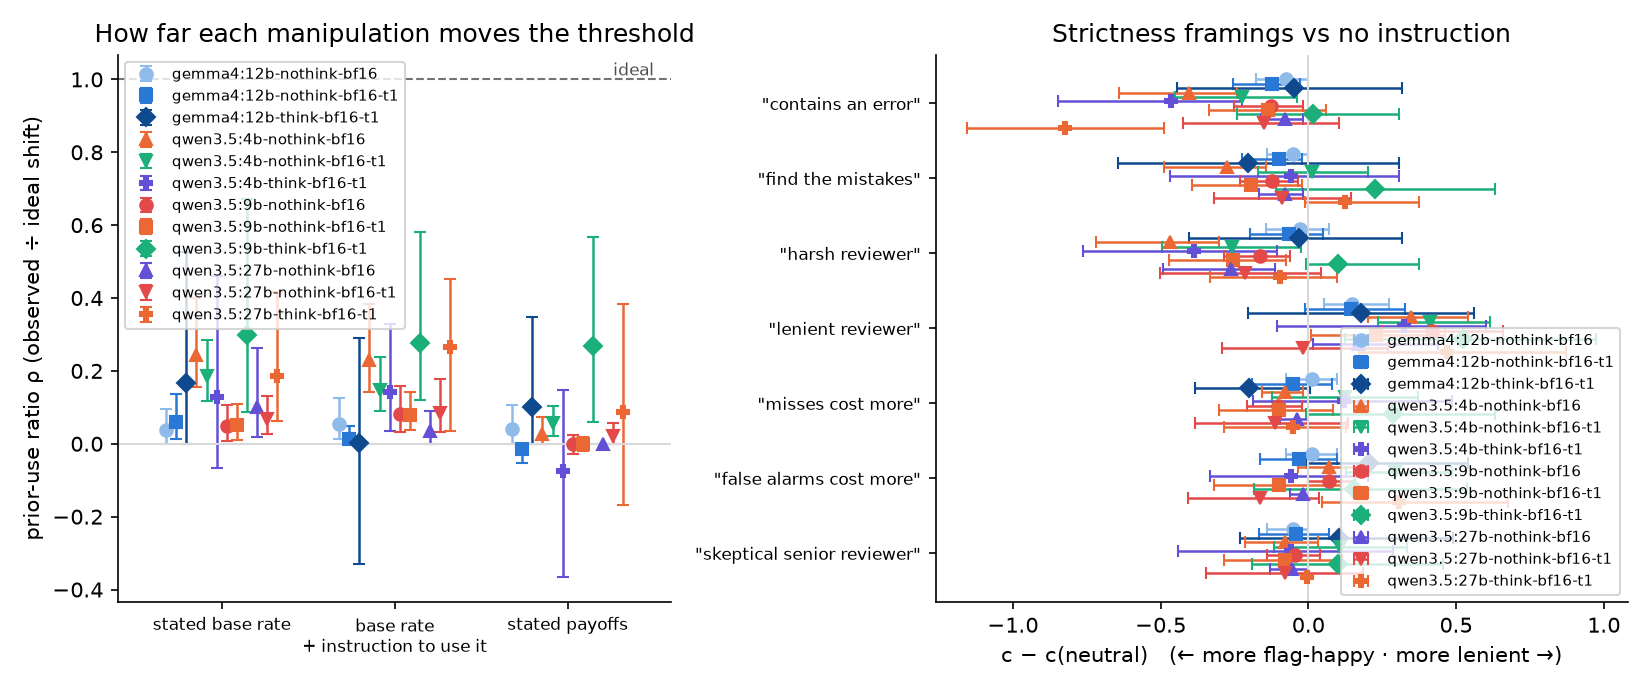 How far each manipulation moves the threshold
prior-use ratio ρ (observed ÷ ideal shift)
1.0
0.8
0.6
0.4
0.2
0.0
−0.2
−0.4
ideal
gemma4:12b-nothink-bf16
gemma4:12b-nothink-bf16-t1
gemma4:12b-think-bf16-t1
qwen3.5:4b-nothink-bf16
qwen3.5:4b-nothink-bf16-t1
qwen3.5:4b-think-bf16-t1
qwen3.5:9b-nothink-bf16
qwen3.5:9b-nothink-bf16-t1
qwen3.5:9b-think-bf16-t1
qwen3.5:27b-nothink-bf16
qwen3.5:27b-nothink-bf16-t1
qwen3.5:27b-think-bf16-t1
stated base rate
base rate
+ instruction to use it
stated payoffs
Strictness framings vs no instruction
"contains an error"
"find the mistakes"
"harsh reviewer"
"lenient reviewer"
"misses cost more"
"false alarms cost more"
"skeptical senior reviewer"
gemma4:12b-nothink-bf16
gemma4:12b-nothink-bf16-t1
gemma4:12b-think-bf16-t1
qwen3.5:4b-nothink-bf16
qwen3.5:4b-nothink-bf16-t1
qwen3.5:4b-think-bf16-t1
qwen3.5:9b-nothink-bf16
qwen3.5:9b-nothink-bf16-t1
qwen3.5:9b-think-bf16-t1
qwen3.5:27b-nothink-bf16
qwen3.5:27b-nothink-bf16-t1
qwen3.5:27b-think-bf16-t1
−1.0
−0.5
0.0
0.5
1.0
c − c(neutral) (← more flag-happy · more lenient →)